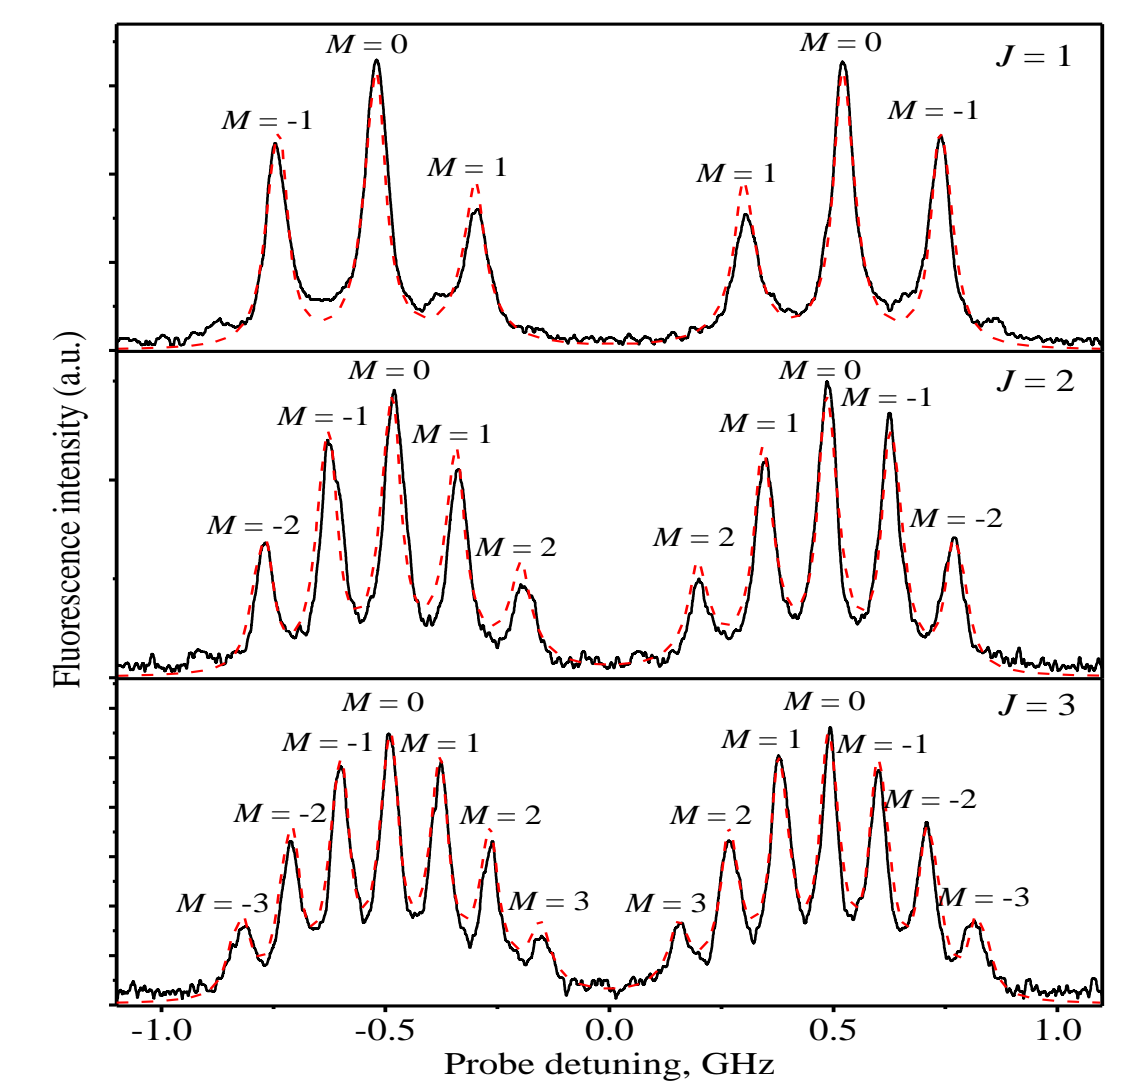 M = 0
M = 0
J = 1
M = -1
M = -1
M = 1
M = 1
M = 0
M = 0
J = 2
M = -1
M = 1
M = 1
M = -1
M = -2
M = 2
M = 2
M = -2
M = 0
M = 0
J = 3
M = -1
M = 1
M = 1
M = -1
M = -2
M = 2
M = 2
M = -2
M = -3
M = 3
M = 3
M = -3
Fluorescence intensity (a.u.)
-1.0 -0.5 0.0 0.5 1.0
Probe detuning, GHz